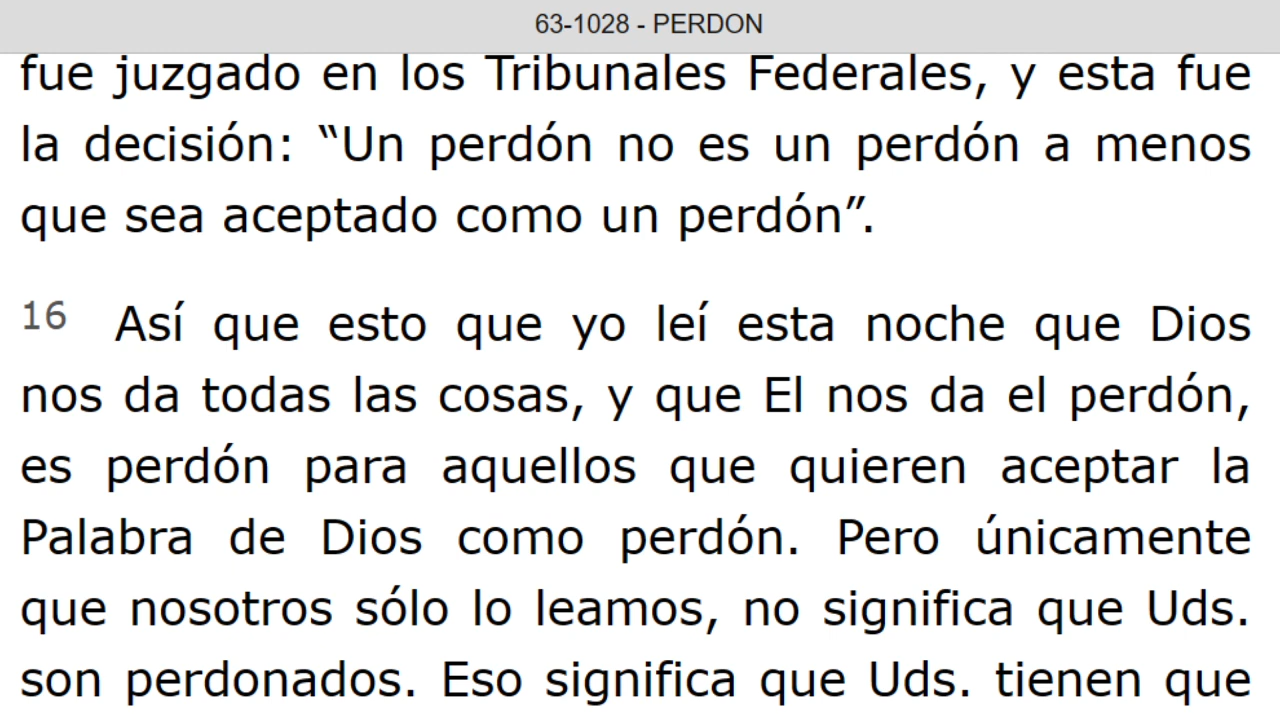 63-1028 - PERDON
fue juzgado en los Tribunales Federales, y esta fue
la decisión: “Un perdón no es un perdón a menos
que sea aceptado como un perdón”.
16 Así que esto que yo leí esta noche que Dios
nos da todas las cosas, y que El nos da el perdón,
es perdón para aquellos que quieren aceptar la
Palabra de Dios como perdón. Pero únicamente
que nosotros sólo lo leamos, no significa que Uds.
son perdonados. Eso significa que Uds. tienen que